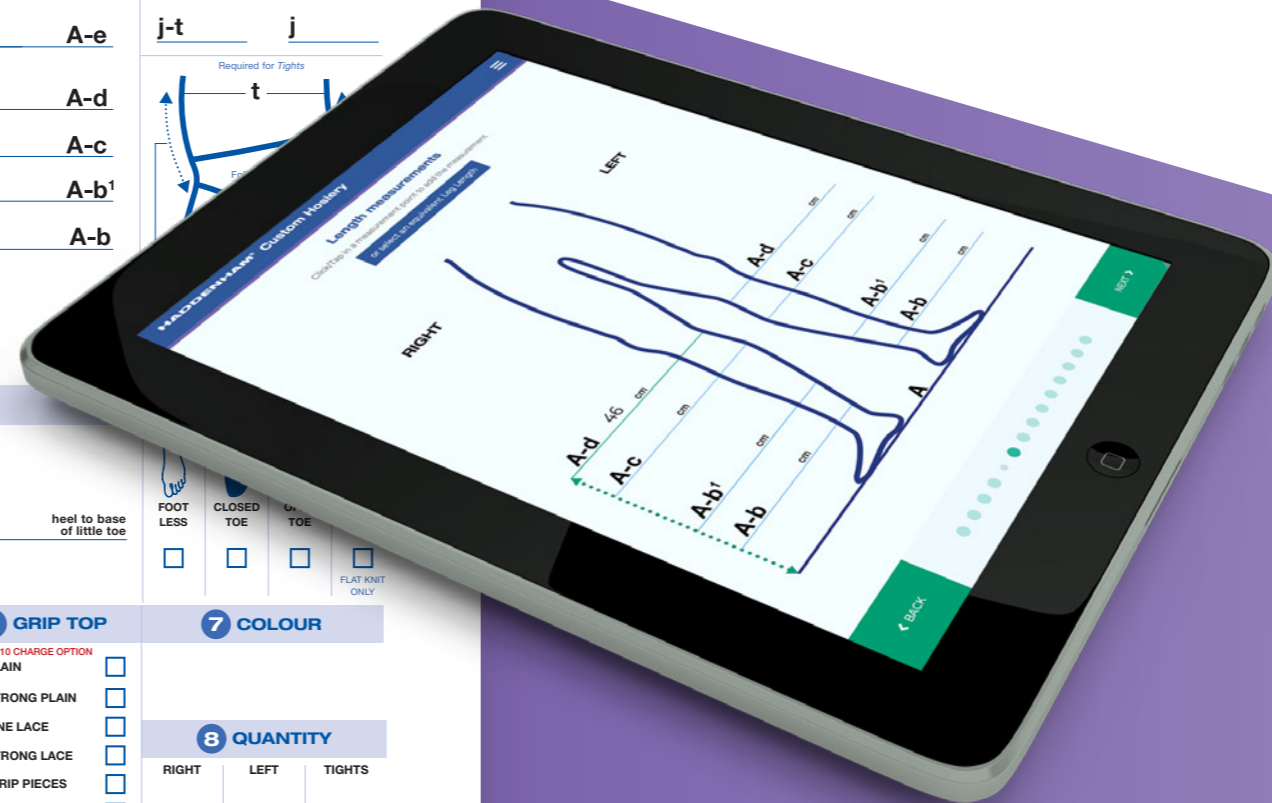 A-e
A-d
A-c
A-b¹
A-b
j-t
j
Required for Tights
t
HADDENHAM® Custom Hosiery
Length measurements
Click/Tap in a measurement point to add the measurement
or select an equivalent Leg Length
RIGHT
LEFT
A-d 46 cm
A-c cm
A-b¹ cm
A-b cm
A-d cm
A-c cm
A-b¹ cm
A-b cm
A
‹ BACK
NEXT ›
heel to base
of little toe
FOOT
LESS
CLOSED
TOE
TOE
FLAT KNIT
ONLY
GRIP TOP
10 CHARGE OPTION
AIN
TRONG PLAIN
NE LACE
TRONG LACE
RIP PIECES
7 COLOUR
8 QUANTITY
RIGHT
LEFT
TIGHTS